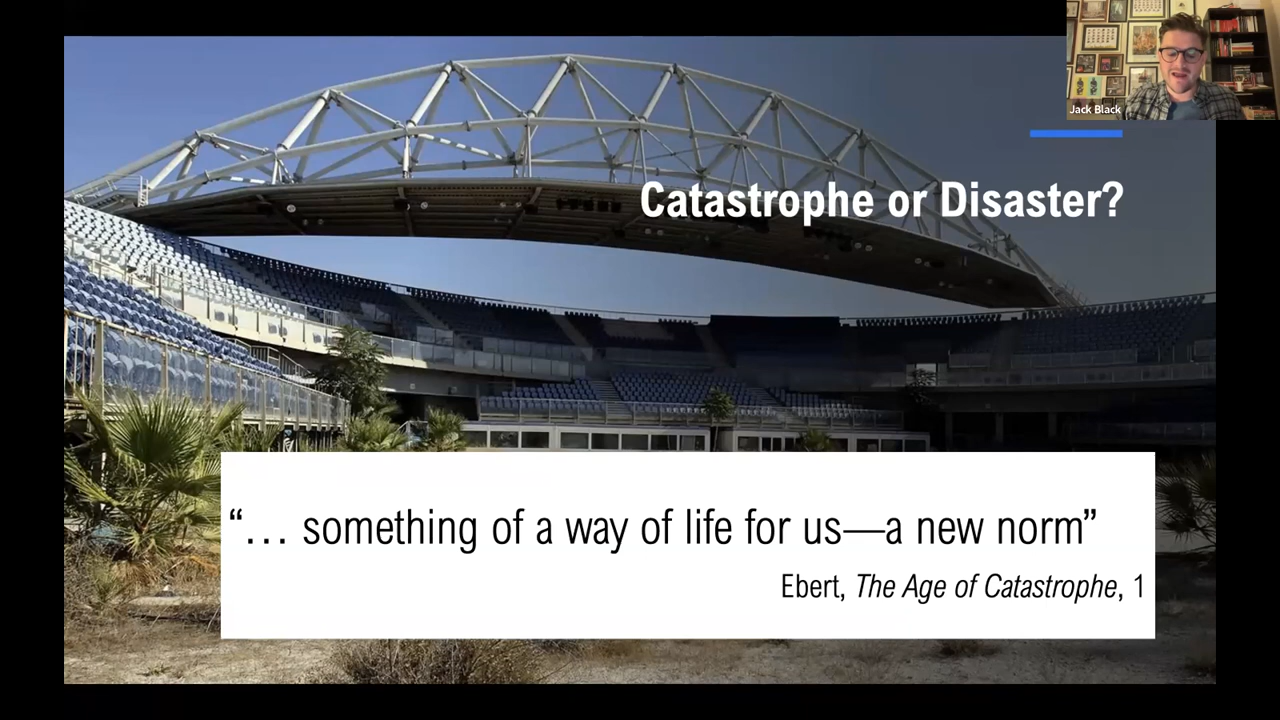 Jack Black
Catastrophe or Disaster?
“… something of a way of life for us—a new norm”
Ebert, The Age of Catastrophe, 1